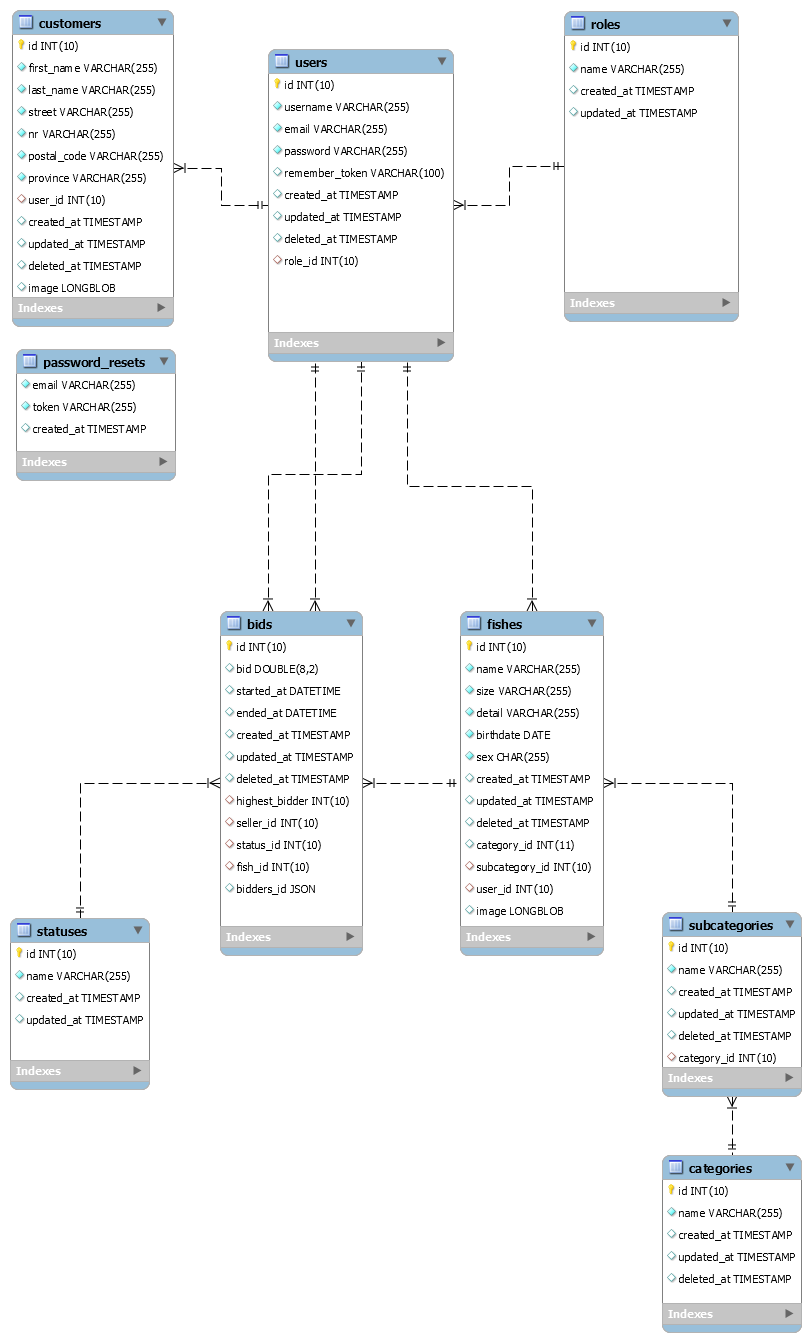 customers
id INT(10)
first_name VARCHAR(255)
last_name VARCHAR(255)
street VARCHAR(255)
nr VARCHAR(255)
postal_code VARCHAR(255)
province VARCHAR(255)
user_id INT(10)
created_at TIMESTAMP
updated_at TIMESTAMP
deleted_at TIMESTAMP
image LONGBLOB
Indexes
users
id INT(10)
username VARCHAR(255)
email VARCHAR(255)
password VARCHAR(255)
remember_token VARCHAR(100)
created_at TIMESTAMP
updated_at TIMESTAMP
deleted_at TIMESTAMP
role_id INT(10)
Indexes
roles
id INT(10)
name VARCHAR(255)
created_at TIMESTAMP
updated_at TIMESTAMP
Indexes
password_resets
email VARCHAR(255)
token VARCHAR(255)
created_at TIMESTAMP
Indexes
bids
id INT(10)
bid DOUBLE(8,2)
started_at DATETIME
ended_at DATETIME
created_at TIMESTAMP
updated_at TIMESTAMP
deleted_at TIMESTAMP
highest_bidder INT(10)
seller_id INT(10)
status_id INT(10)
fish_id INT(10)
bidders_id JSON
Indexes
fishes
id INT(10)
name VARCHAR(255)
size VARCHAR(255)
detail VARCHAR(255)
birthdate DATE
sex CHAR(255)
created_at TIMESTAMP
updated_at TIMESTAMP
deleted_at TIMESTAMP
category_id INT(11)
subcategory_id INT(10)
user_id INT(10)
image LONGBLOB
Indexes
statuses
id INT(10)
name VARCHAR(255)
created_at TIMESTAMP
updated_at TIMESTAMP
Indexes
subcategories
id INT(10)
name VARCHAR(255)
created_at TIMESTAMP
updated_at TIMESTAMP
deleted_at TIMESTAMP
category_id INT(10)
Indexes
categories
id INT(10)
name VARCHAR(255)
created_at TIMESTAMP
updated_at TIMESTAMP
deleted_at TIMESTAMP
Indexes